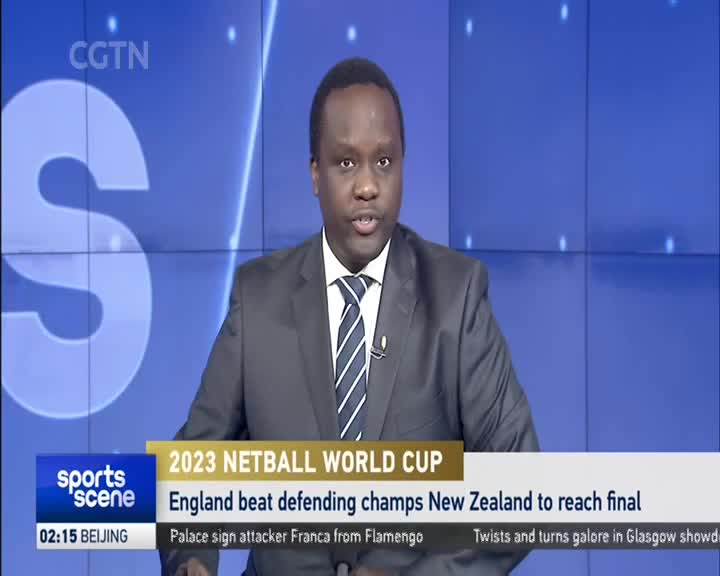 CGTN
S
2023 NETBALL WORLD CUP
sports
scene
England beat defending champs New Zealand to reach final
02:15 BEIJING
Palace sign attacker Franca from Flamengo Twists and turns galore in Glasgow showd